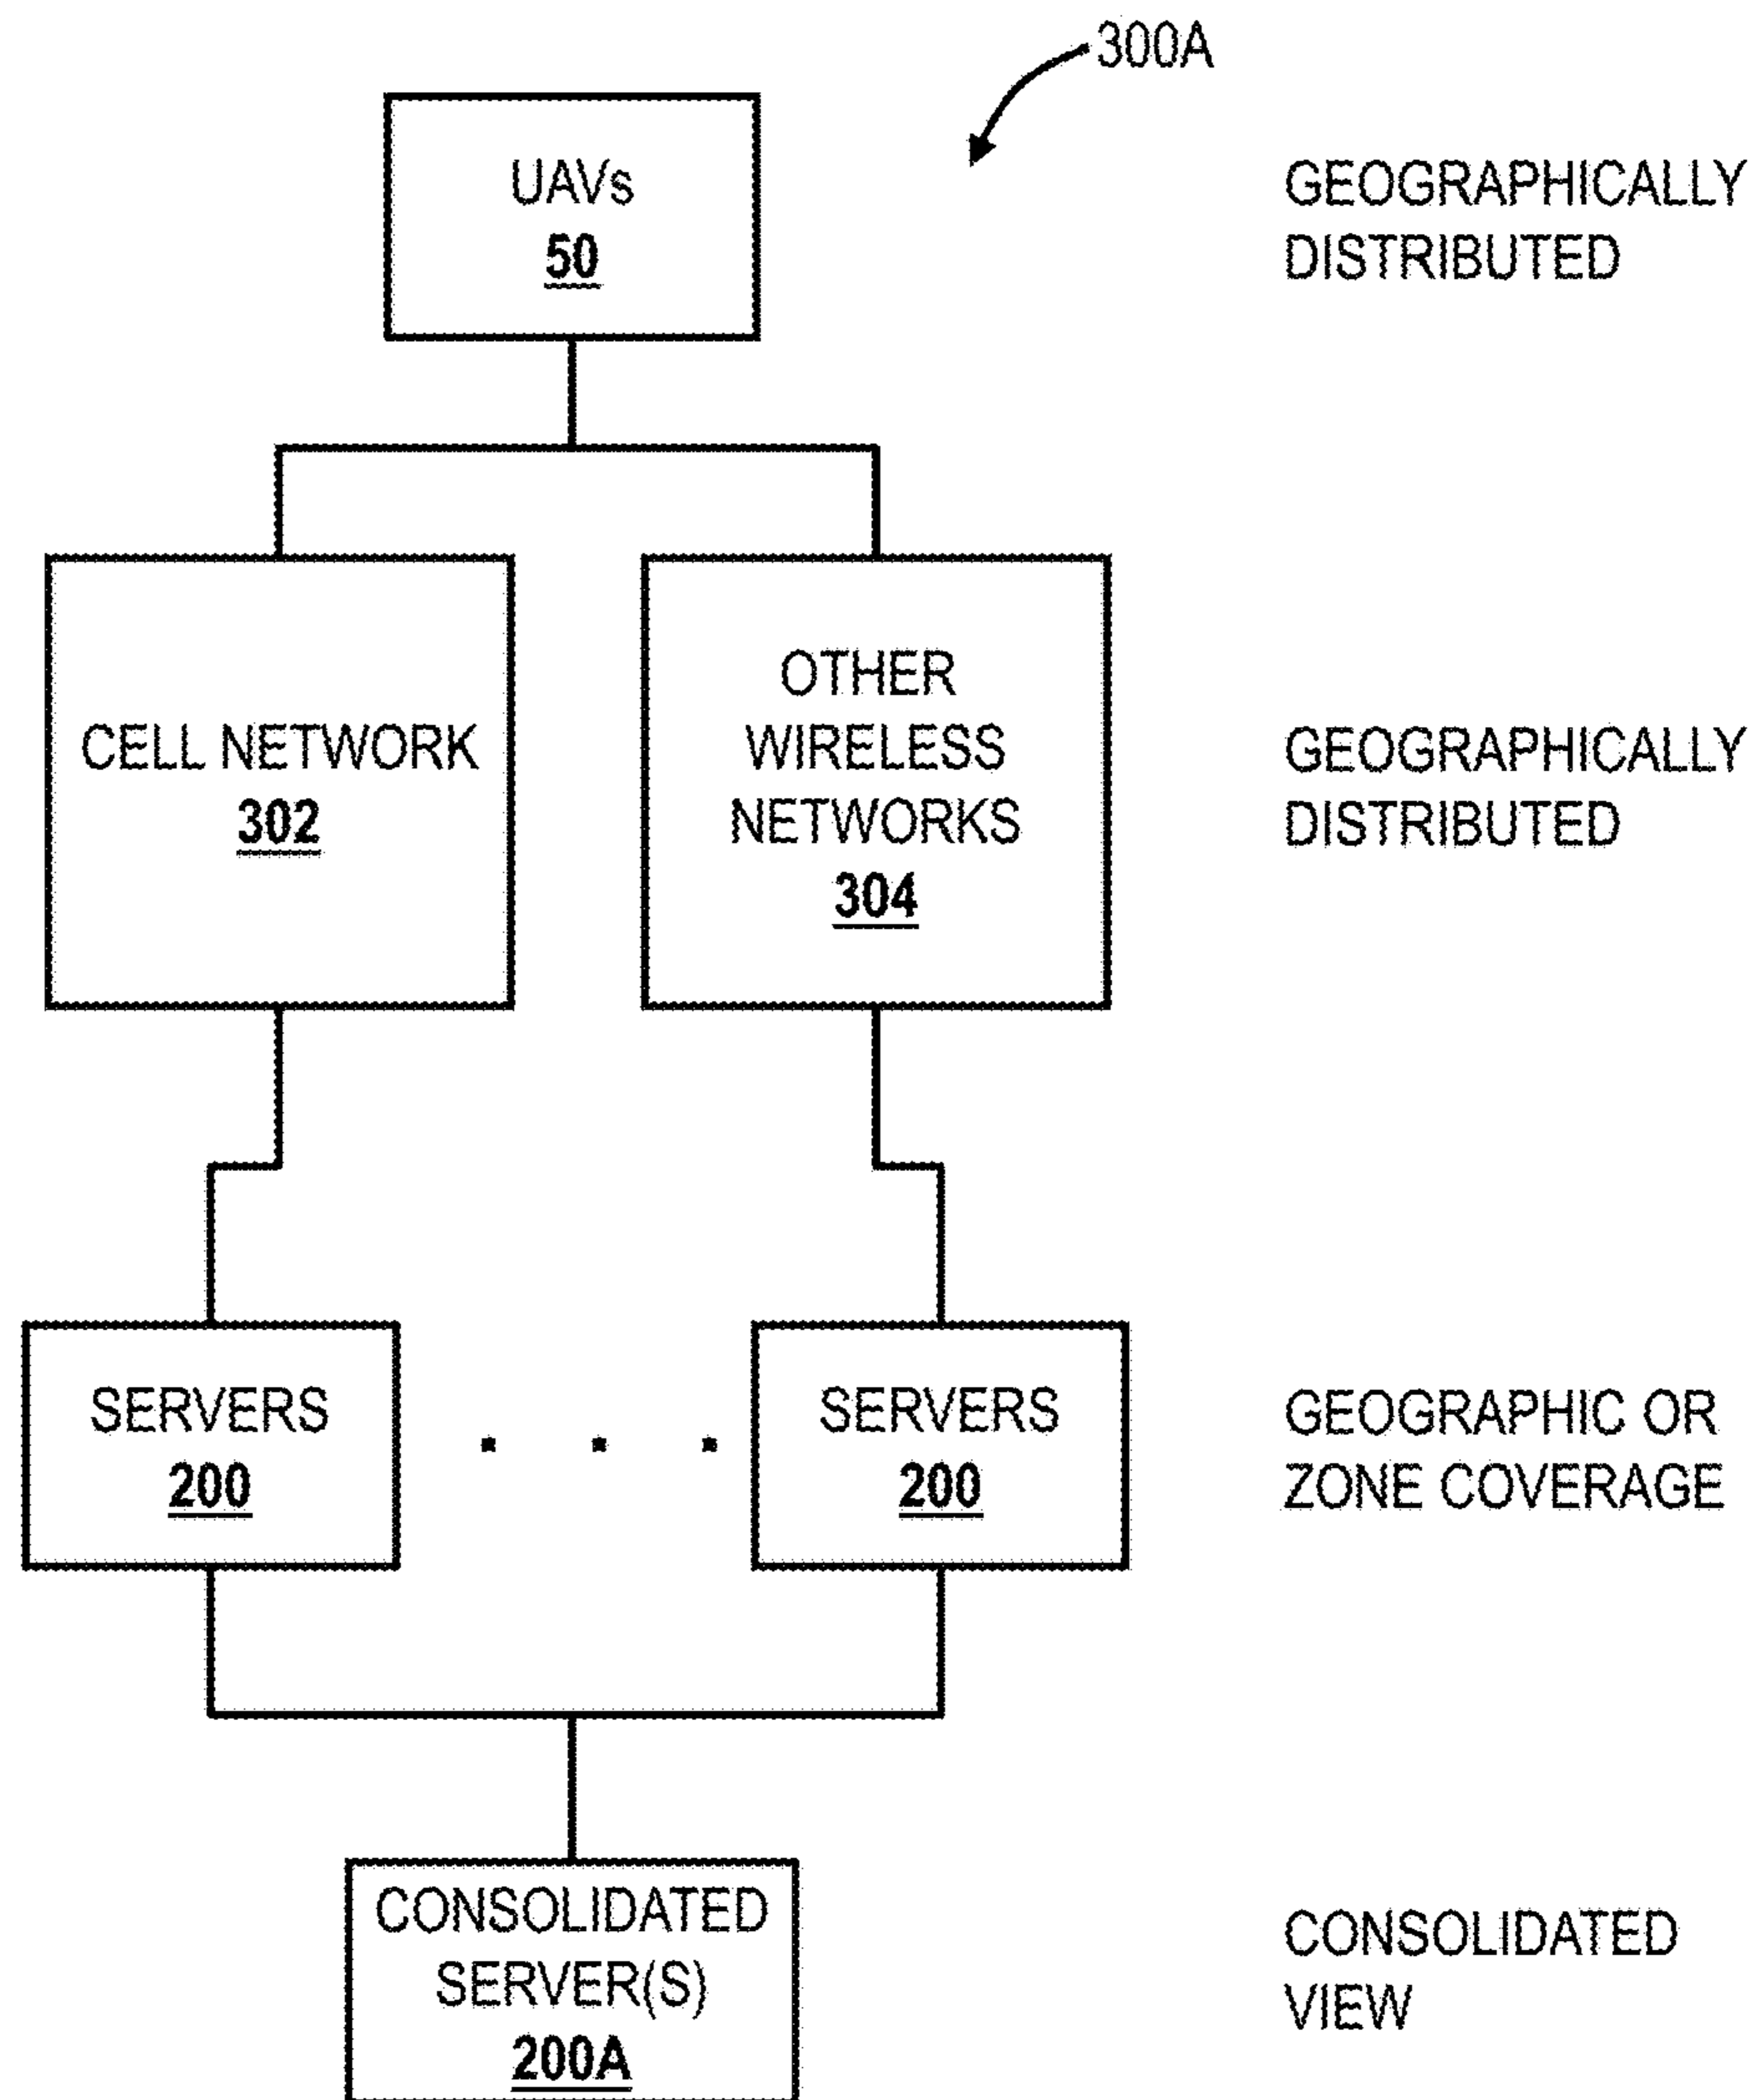 300A
UAVs
50
GEOGRAPHICALLY
DISTRIBUTED
CELL NETWORK
302
OTHER
WIRELESS
NETWORKS
304
GEOGRAPHICALLY
DISTRIBUTED
SERVERS
200
. . .
SERVERS
200
GEOGRAPHIC OR
ZONE COVERAGE
CONSOLIDATED
SERVER(S)
200A
CONSOLIDATED
VIEW